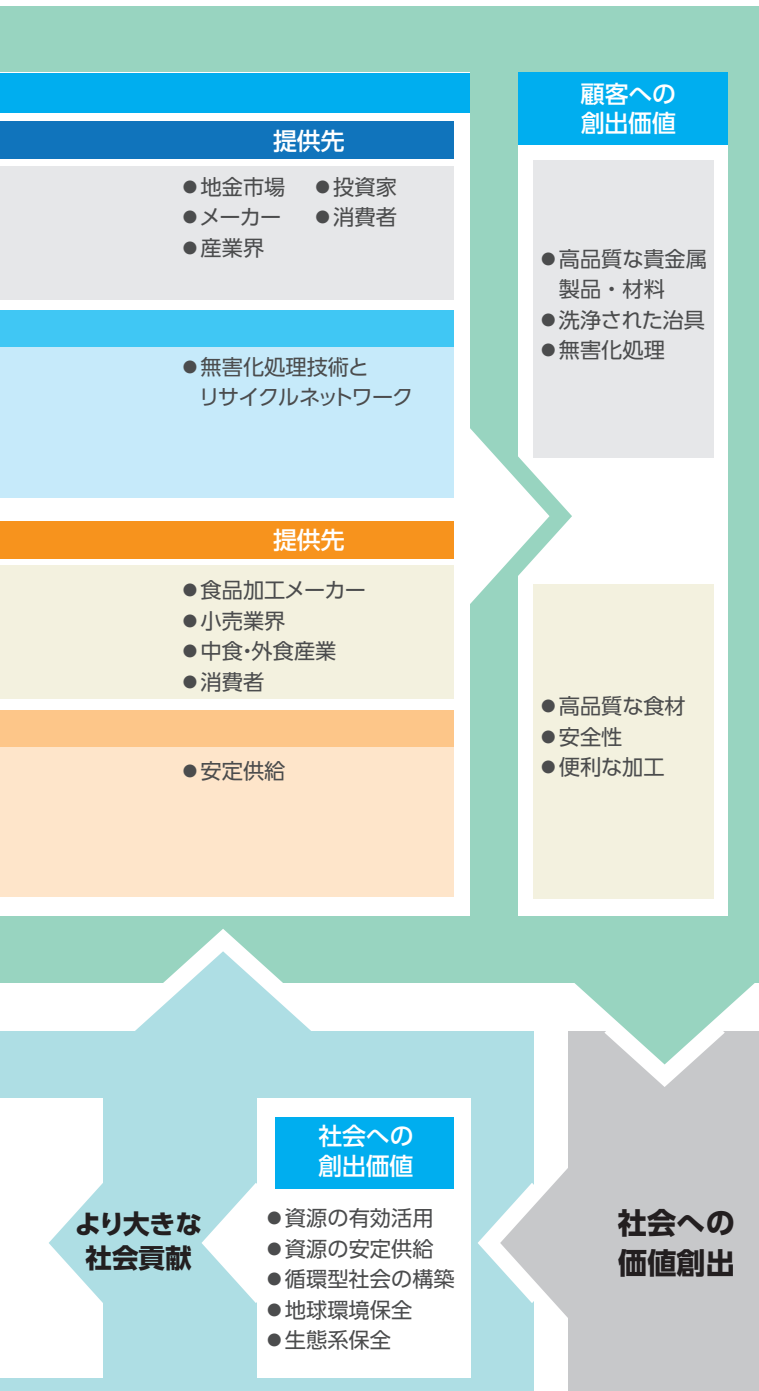 提供先
●地金市場 ●投資家
●メーカー ●消費者
●産業界
●無害化処理技術と
リサイクルネットワーク
提供先
●食品加工メーカー
●小売業界
●中食・外食産業
●消費者
●安定供給
顧客への
創出価値
●高品質な貴金属
製品・材料
●洗浄された治具
●無害化処理
●高品質な食材
●安全性
●便利な加工
社会への
価値創出
社会への
創出価値
●資源の有効活用
●資源の安定供給
●循環型社会の構築
●地球環境保全
●生態系保全
より大きな
社会貢献